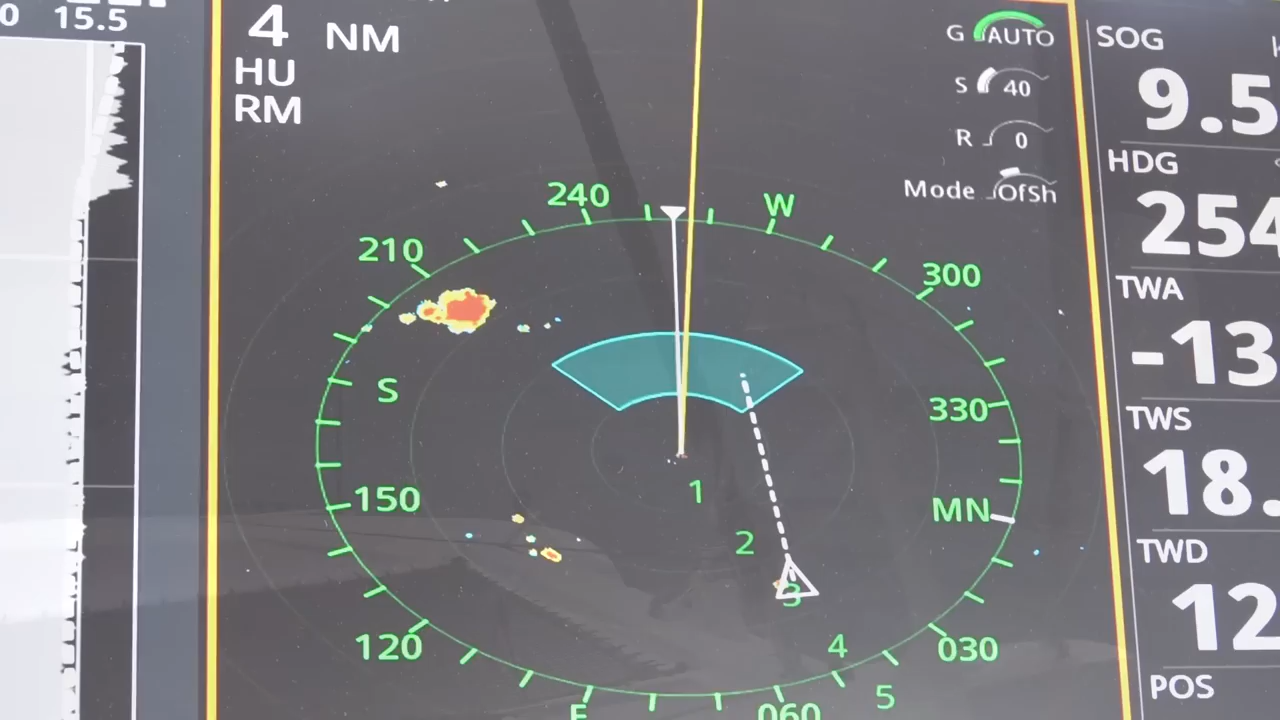 15.5
4 NM
HU
RM
G AUTO
S 40
R 0
Mode OfSh
SOG
9.5
HDG
254
TWA
-13
TWS
18.
TWD
12
POS
240
W
210
300
S
330
150
MN
1
2
3
120
4
030
5
E
060